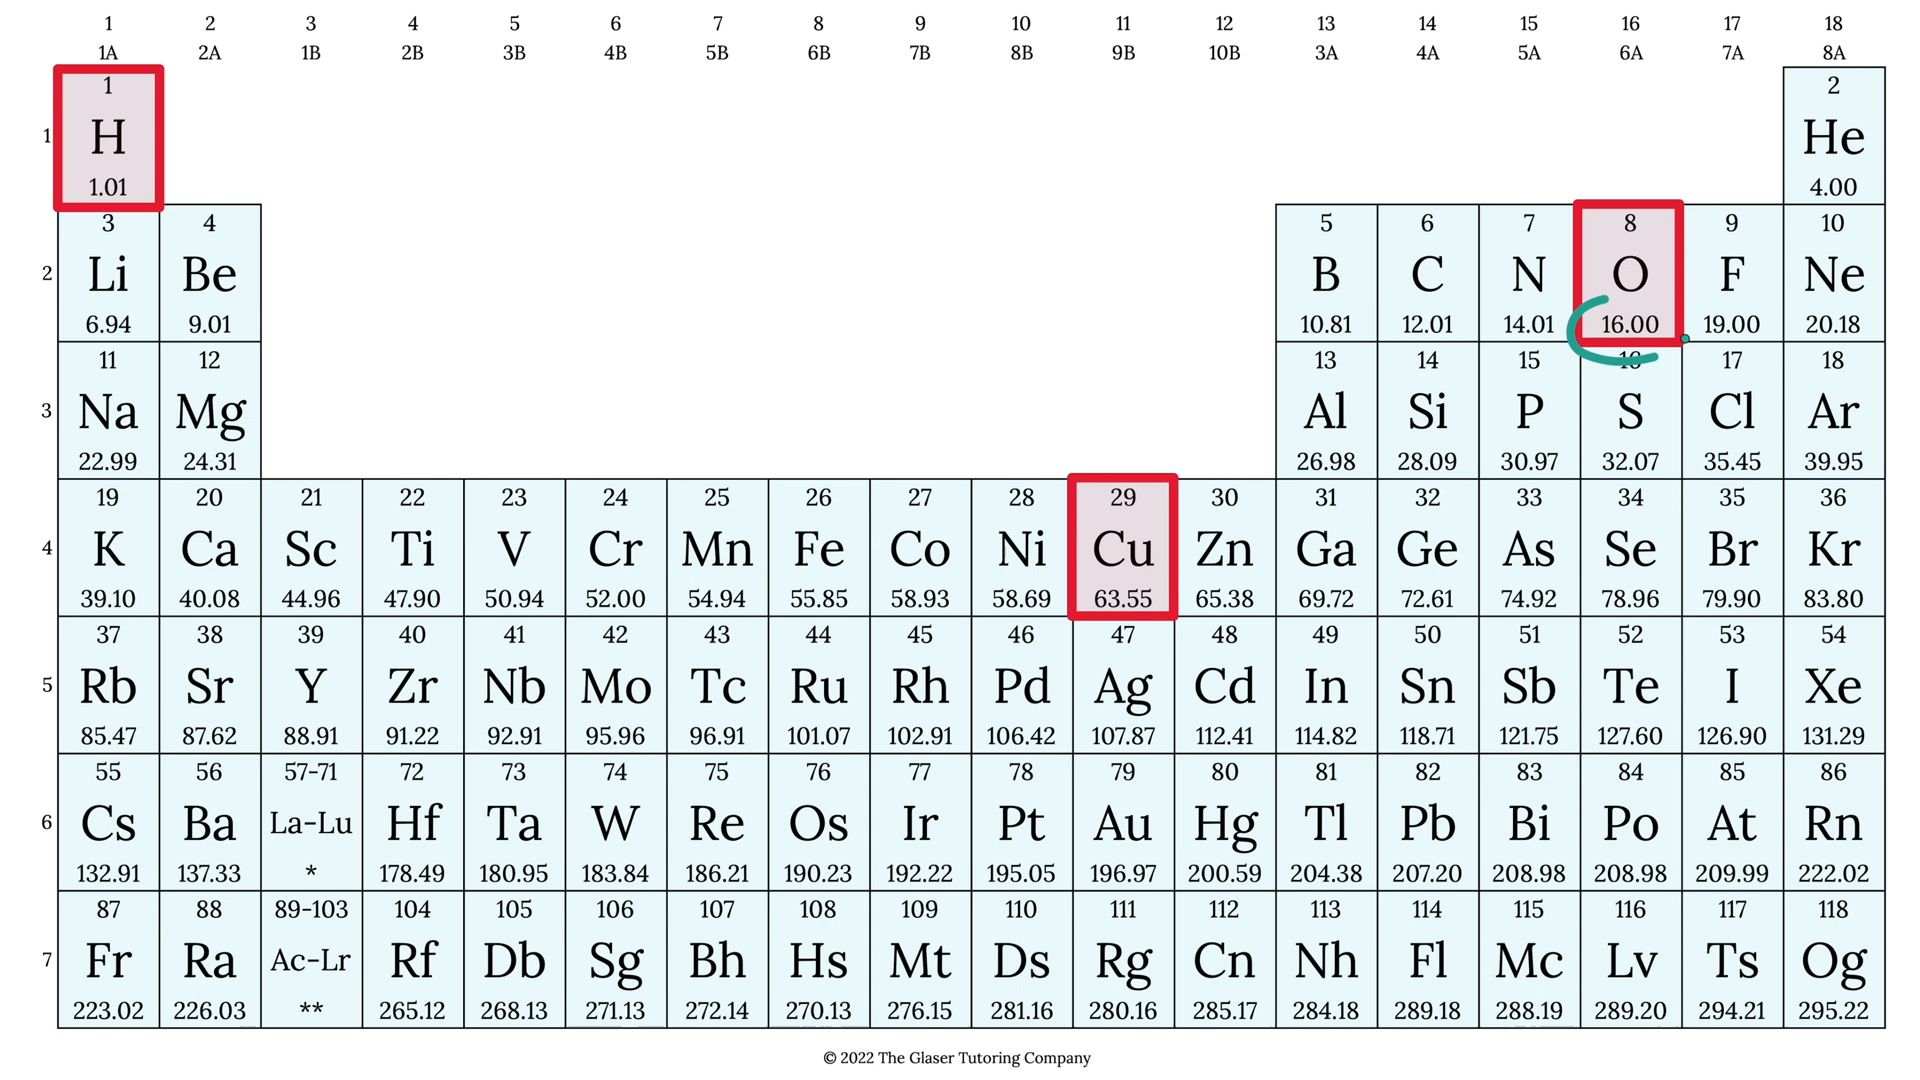 1 2 3 4 5 6 7 8 9 10 11 12 13 14 15 16 17 18
1A 2A 1B 2B 3B 4B 5B 6B 7B 8B 9B 10B 3A 4A 5A 6A 7A 8A
1 2
1 H He
1.01 4.00
3 4 5 6 7 8 9 10
2 Li Be B C N O F Ne
6.94 9.01 10.81 12.01 14.01 16.00 19.00 20.18
11 12 13 14 15 16 17 18
3 Na Mg Al Si P S Cl Ar
22.99 24.31 26.98 28.09 30.97 32.07 35.45 39.95
19 20 21 22 23 24 25 26 27 28 29 30 31 32 33 34 35 36
4 K Ca Sc Ti V Cr Mn Fe Co Ni Cu Zn Ga Ge As Se Br Kr
39.10 40.08 44.96 47.90 50.94 52.00 54.94 55.85 58.93 58.69 63.55 65.38 69.72 72.61 74.92 78.96 79.90 83.80
37 38 39 40 41 42 43 44 45 46 47 48 49 50 51 52 53 54
5 Rb Sr Y Zr Nb Mo Tc Ru Rh Pd Ag Cd In Sn Sb Te I Xe
85.47 87.62 88.91 91.22 92.91 95.96 96.91 101.07 102.91 106.42 107.87 112.41 114.82 118.71 121.75 127.60 126.90 131.29
55 56 57-71 72 73 74 75 76 77 78 79 80 81 82 83 84 85 86
6 Cs Ba La-Lu Hf Ta W Re Os Ir Pt Au Hg Tl Pb Bi Po At Rn
132.91 137.33 * 178.49 180.95 183.84 186.21 190.23 192.22 195.05 196.97 200.59 204.38 207.20 208.98 208.98 209.99 222.02
87 88 89-103 104 105 106 107 108 109 110 111 112 113 114 115 116 117 118
7 Fr Ra Ac-Lr Rf Db Sg Bh Hs Mt Ds Rg Cn Nh Fl Mc Lv Ts Og
223.02 226.03 ** 265.12 268.13 271.13 272.14 270.13 276.15 281.16 280.16 285.17 284.18 289.18 288.19 289.20 294.21 295.22
© 2022 The Glaser Tutoring Company